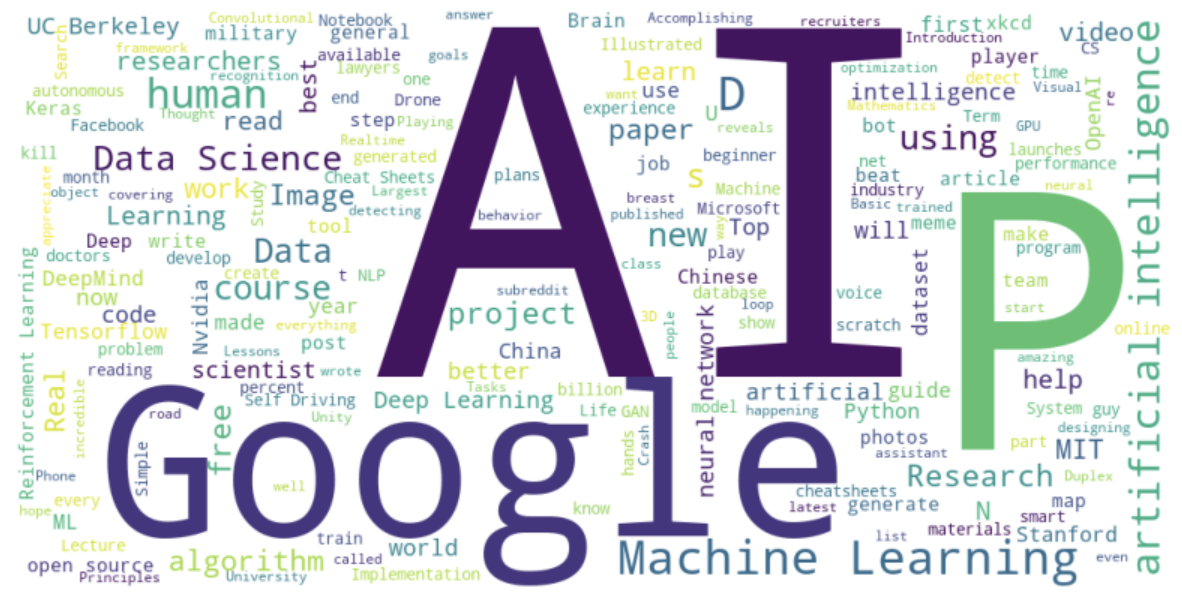 UC Berkeley
Convolutional
Notebook
answer
Brain
Accomplishing
recruiters
first
xkcd
video
military
general
goals
Introduction
CS
Search
framework
researchers
available
Illustrated
player
recognition
best
lawyers
one
learn
optimization
detect
time
Visual
autonomous
human
end
Drone
want
use
D
intelligence
OpenAI
re
Keras
Thought
experience
Mathematics
Term
Facebook
read
step
Playing
paper
U
reveals
bot
using
GPU
artificial intelligence
kill
Data Science
Realtime
generated
job
beginner
net
launches
month
Cheat Sheets
plans
s
beat
article
performance
object
covering
work
Image
Largest
breast
Machine
industry
neural
appreciate
Study
detecting
behavior
published
Microsoft
Basic
trained
Learning
tool
way
Top
will
meme
P
make
Deep
write
Data
new
play
program
doctors
develop
AI
class
Chinese
dataset
team
DeepMind
create
t
NLP
now
course
subreddit
database
loop
voice
start
code
Nvidia
made
year
everything
project
3D
people
show
scratch
online
Tensorflow
post
problem
Lessons
China
neural network
amazing
Reinforcement Learning
reading
scientist
wrote
better
help
Real
incredible
percent
Tasks
billion
artificial
guide
Self Driving
Deep Learning
Life
GAN
model
happening
Python
System
guy
road
free
Unity
designing
Google
hands
Crash
photos
part
MIT
assistant
Phone
Simple
well
Research
Duplex
every
cheatsheets
hope
know
latest
generate
N
map
ML
smart
train
materials
Stanford
Lecture
world
list
open source
algorithm
called
Machine Learning
even
Principles
University
Implementation